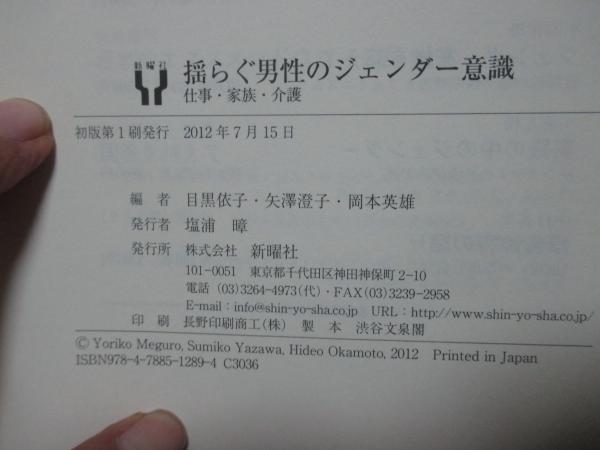 新曜社
揺らぐ男性のジェンダー意識
仕事・家族・介護
初版第1刷発行 2012年7月15日
編 者 目黒依子・矢澤澄子・岡本英雄
発行者 塩浦 暲
発行所 株式会社 新曜社
101-0051 東京都千代田区神田神保町2-10
電話(03)3264-4973(代)・FAX(03)3239-2958
E-mail：info@shin-yo-sha.co.jp URL：http://www.shin-yo-sha.co.jp/
印 刷 長野印刷商工(株) 製 本 渋谷文泉閣
© Yoriko Meguro, Sumiko Yazawa, Hideo Okamoto, 2012 Printed in Japan
ISBN978-4-7885-1289-4 C3036